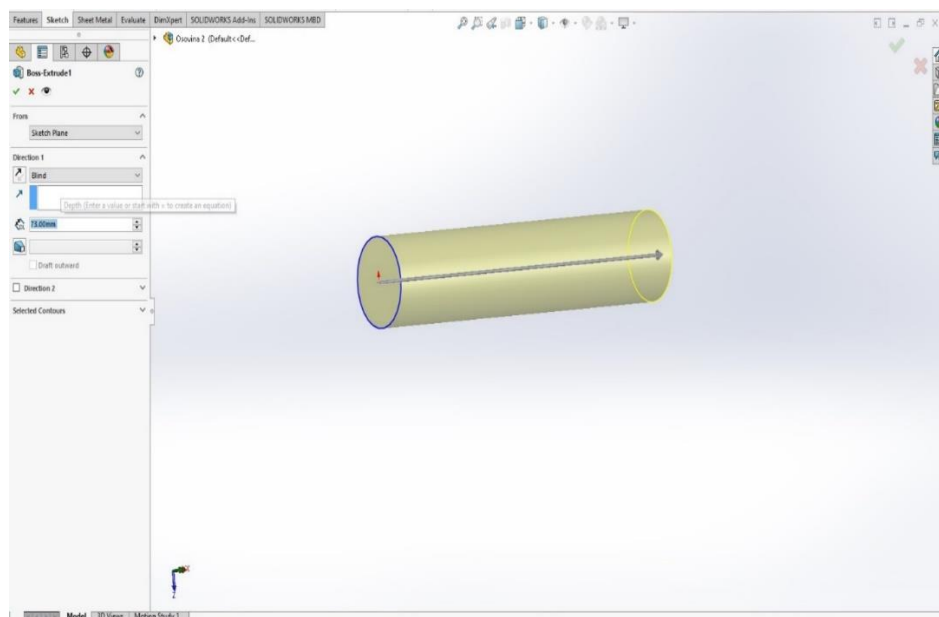 Features Sketch Sheet Metal Evaluate DimXpert SOLIDWORKS Add-Ins SOLIDWORKS MBD
Osovina 2 (Default<<Def...
Boss-Extrude1
From
Sketch Plane
Direction 1
Blind
Depth (Enter a value or start with = to create an equation)
75.00mm
Draft outward
Direction 2
Selected Contours
Z
Model 3D Views Motion Study 1